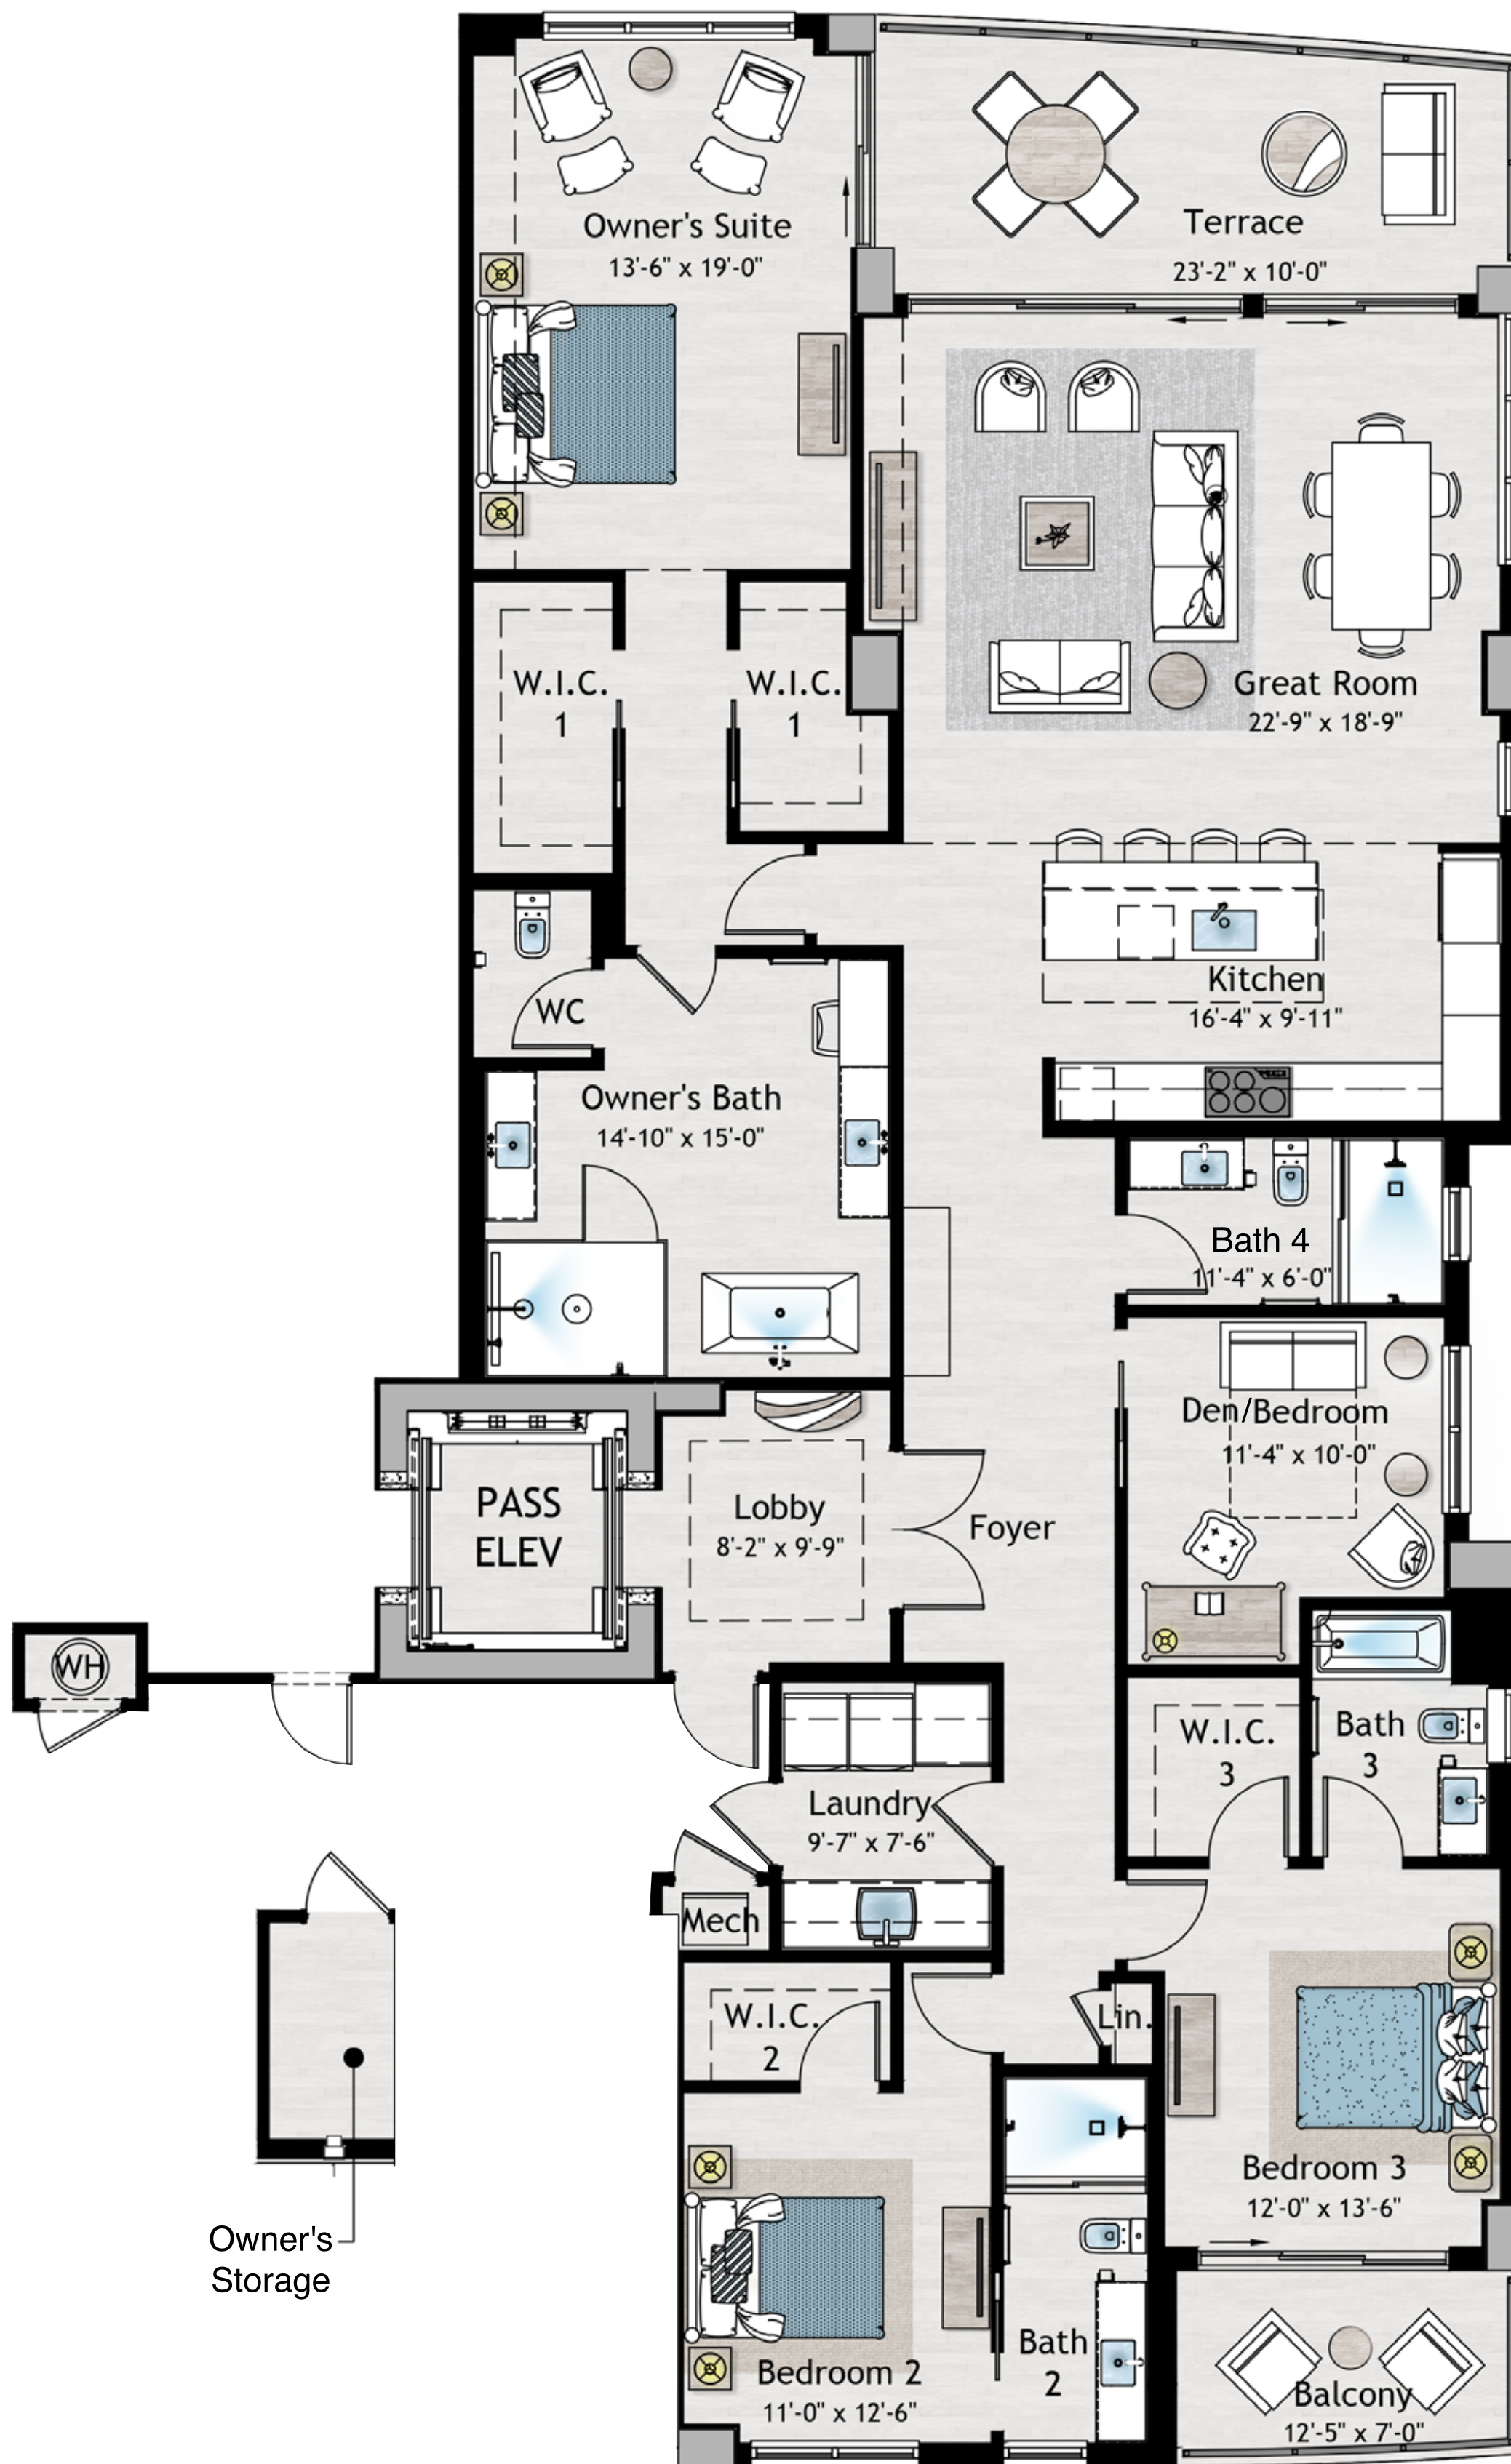 Owner's Suite
13'-6" x 19'-0"
Terrace
23'-2" x 10'-0"
W.I.C.
1
W.I.C.
1
Great Room
22'-9" x 18'-9"
Kitchen
16'-4" x 9'-11"
WC
Owner's Bath
14'-10" x 15'-0"
Bath 4
11'-4" x 6'-0"
Den/Bedroom
11'-4" x 10'-0"
PASS
ELEV
Lobby
8'-2" x 9'-9"
Foyer
WH
W.I.C.
3
Bath
3
Laundry
9'-7" x 7'-6"
Mech
W.I.C.
2
Lin.
Owner's
Storage
Bedroom 3
12'-0" x 13'-6"
Bedroom 2
11'-0" x 12'-6"
Bath
2
Balcony
12'-5" x 7'-0"